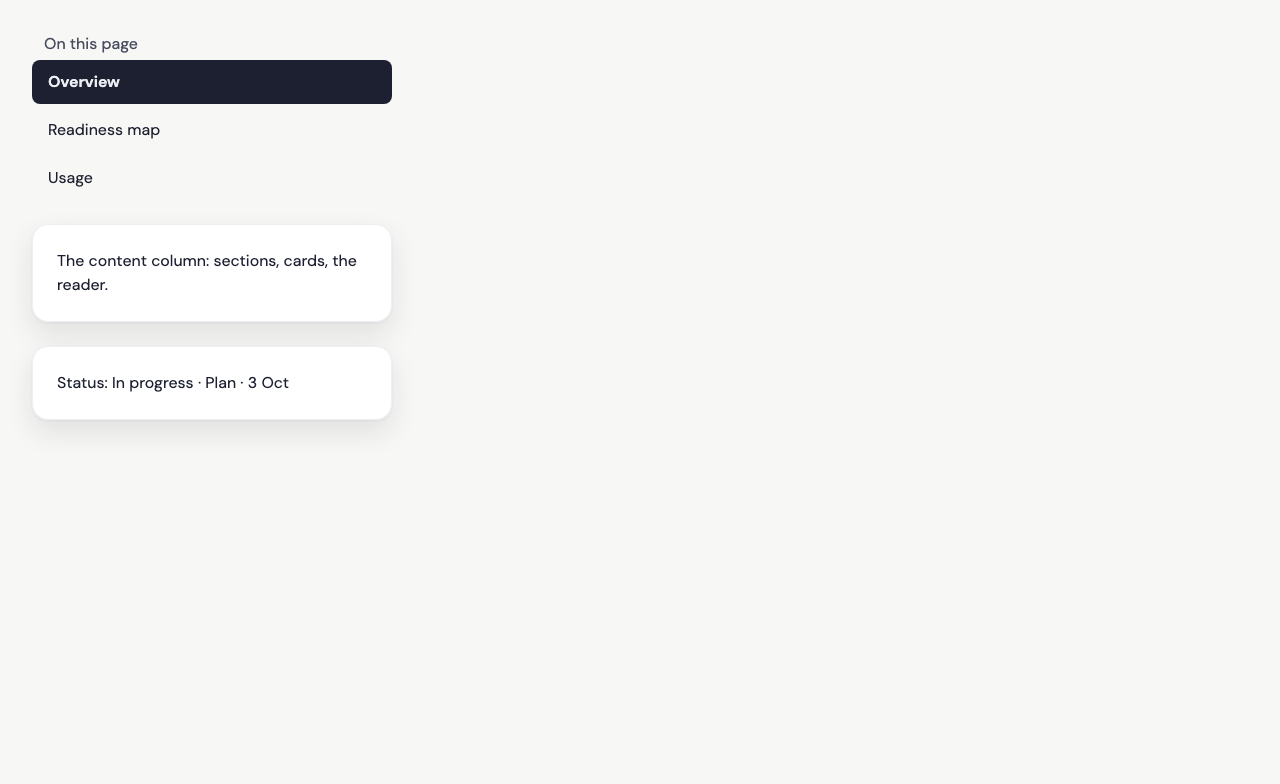 On this page
Overview
Readiness map
Usage
The content column: sections, cards, the
reader.
Status: In progress · Plan · 3 Oct